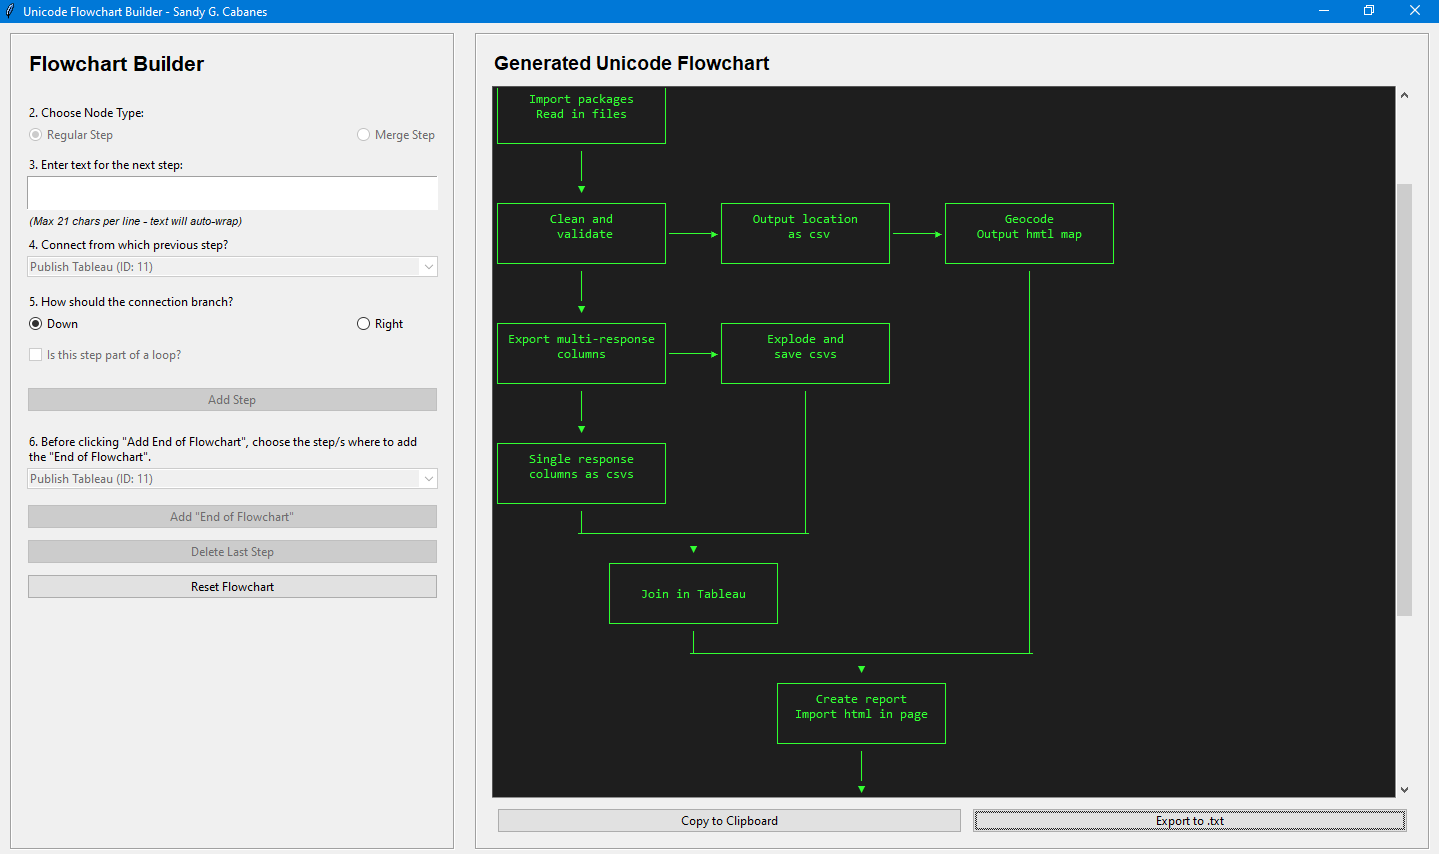 Unicode Flowchart Builder - Sandy G. Cabanes
Flowchart Builder
2. Choose Node Type:
Regular Step
Merge Step
3. Enter text for the next step:
(Max 21 chars per line - text will auto-wrap)
4. Connect from which previous step?
Publish Tableau (ID: 11)
5. How should the connection branch?
Down
Right
Is this step part of a loop?
Add Step
6. Before clicking "Add End of Flowchart", choose the step/s where to add
the "End of Flowchart".
Publish Tableau (ID: 11)
Add "End of Flowchart"
Delete Last Step
Reset Flowchart
Generated Unicode Flowchart
Import packages
Read in files
Clean and
validate
Output location
as csv
Geocode
Output hmtl map
Export multi-response
columns
Explode and
save csvs
Single response
columns as csvs
Join in Tableau
Create report
Import html in page
Copy to Clipboard
Export to .txt